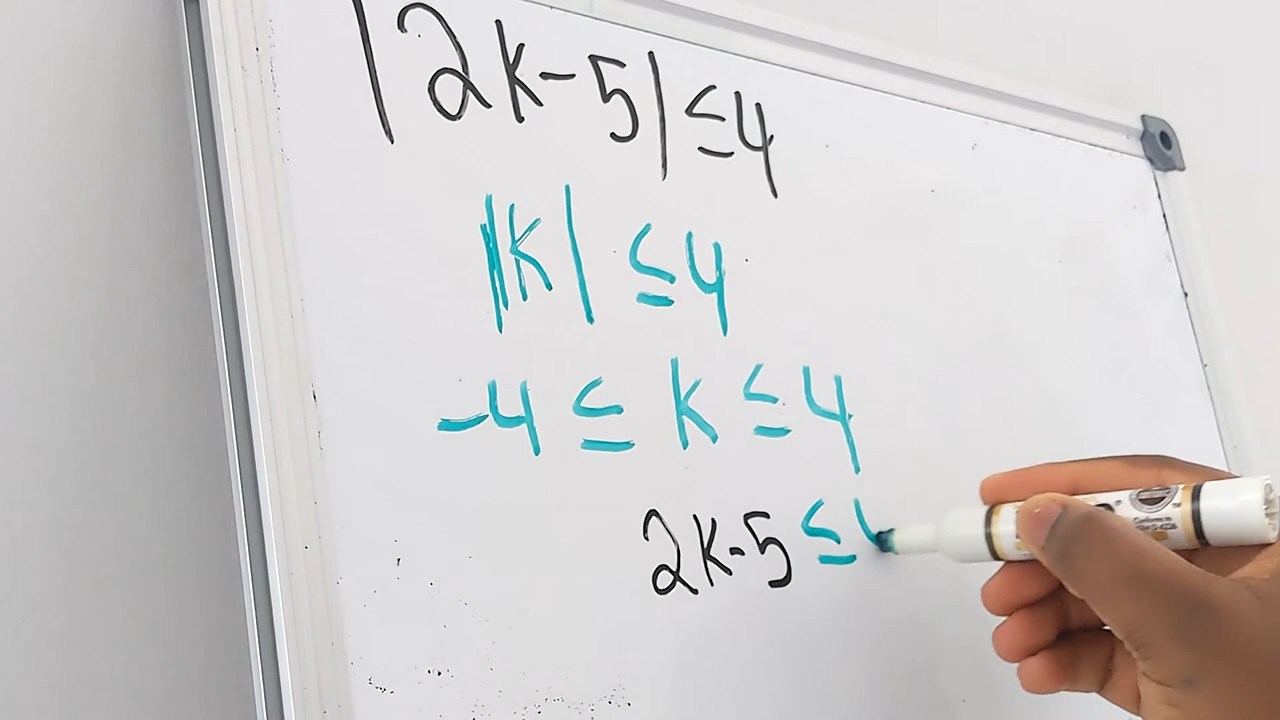 |2k-5|≤4
|k| ≤4
-4 ≤ k ≤ 4
2k-5 ≤